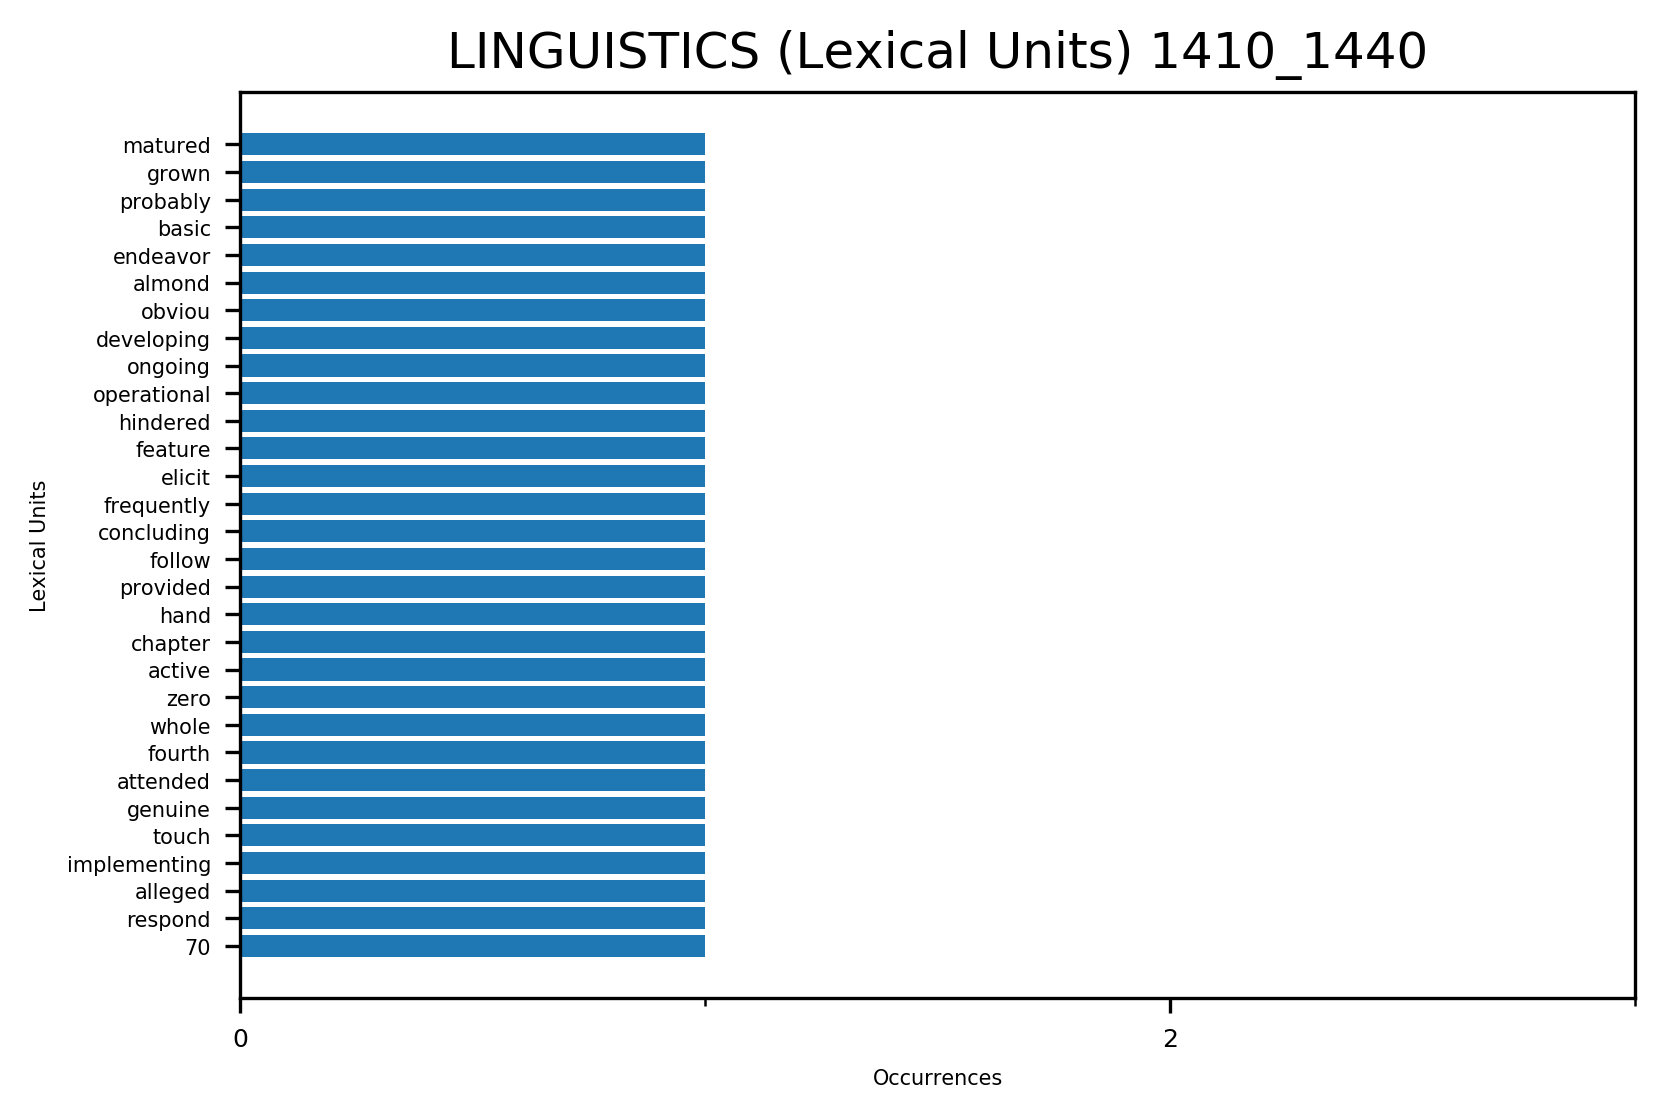 LINGUISTICS (Lexical Units) 1410_1440
matured
grown
probably
basic
endeavor
almond
obviou
developing
ongoing
operational
hindered
feature
elicit
frequently
concluding
follow
provided
hand
chapter
active
zero
whole
fourth
attended
genuine
touch
implementing
alleged
respond
70
Lexical Units
0 2
Occurrences